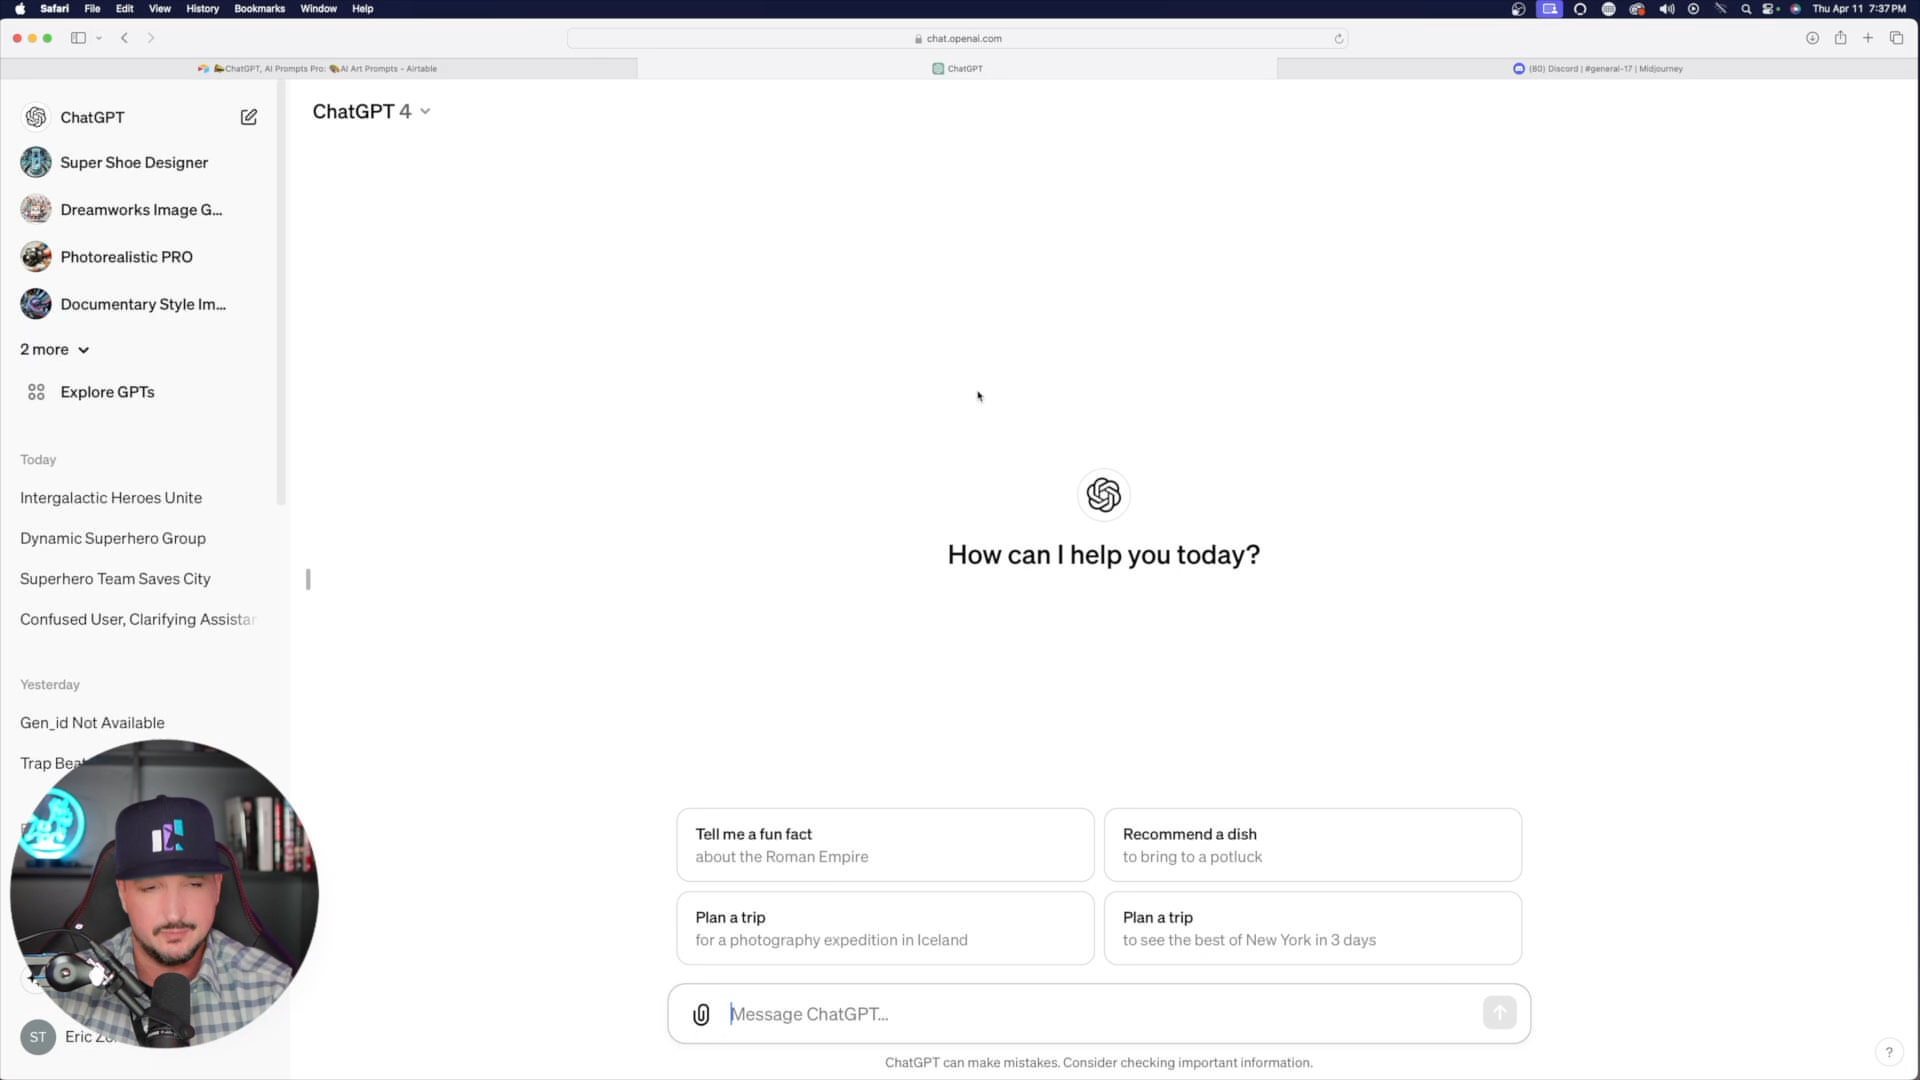 Safari File Edit View History Bookmarks Window Help
Thu Apr 11 7:37 PM
chat.openai.com
ChatGPT, AI Prompts Pro: AI Art Prompts - Airtable
ChatGPT
(80) Discord | #general-17 | Midjourney
ChatGPT
Super Shoe Designer
Dreamworks Image G...
Photorealistic PRO
Documentary Style Im...
2 more
Explore GPTs
Today
Intergalactic Heroes Unite
Dynamic Superhero Group
Superhero Team Saves City
Confused User, Clarifying Assistan
Yesterday
Gen_id Not Available
Trap Bea
ST
Eric
ChatGPT 4
How can I help you today?
Tell me a fun fact
about the Roman Empire
Recommend a dish
to bring to a potluck
Plan a trip
for a photography expedition in Iceland
Plan a trip
to see the best of New York in 3 days
Message ChatGPT...
ChatGPT can make mistakes. Consider checking important information.
?